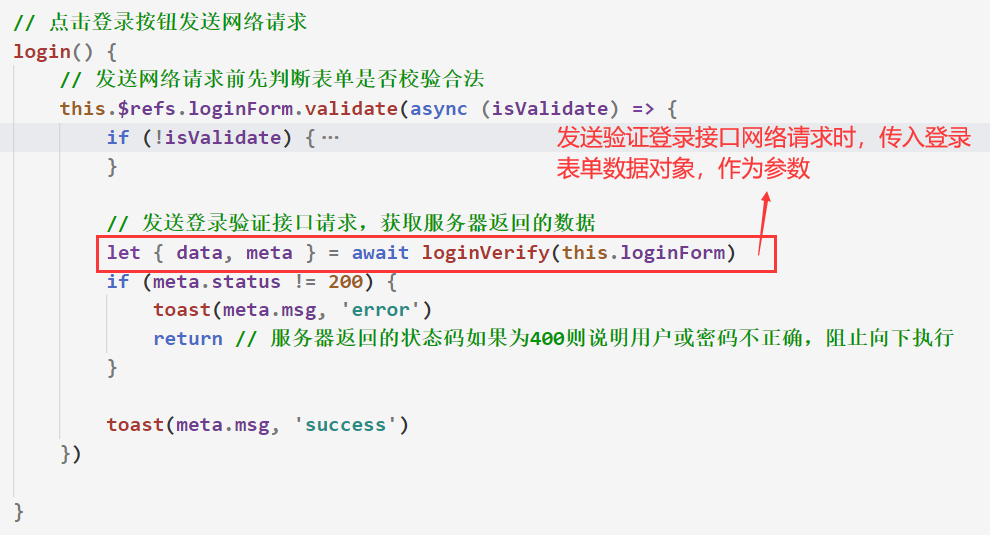 // 点击登录按钮发送网络请求
login() {
// 发送网络请求前先判断表单是否校验合法
this.$refs.loginForm.validate(async (isValidate) => {
if (!isValidate) {···
}
发送验证登录接口网络请求时，传入登录
表单数据对象，作为参数
// 发送登录验证接口请求，获取服务器返回的数据
let { data, meta } = await loginVerify(this.loginForm)
if (meta.status != 200) {
toast(meta.msg, 'error')
return // 服务器返回的状态码如果为400则说明用户或密码不正确，阻止向下执行
}
toast(meta.msg, 'success')
})
}